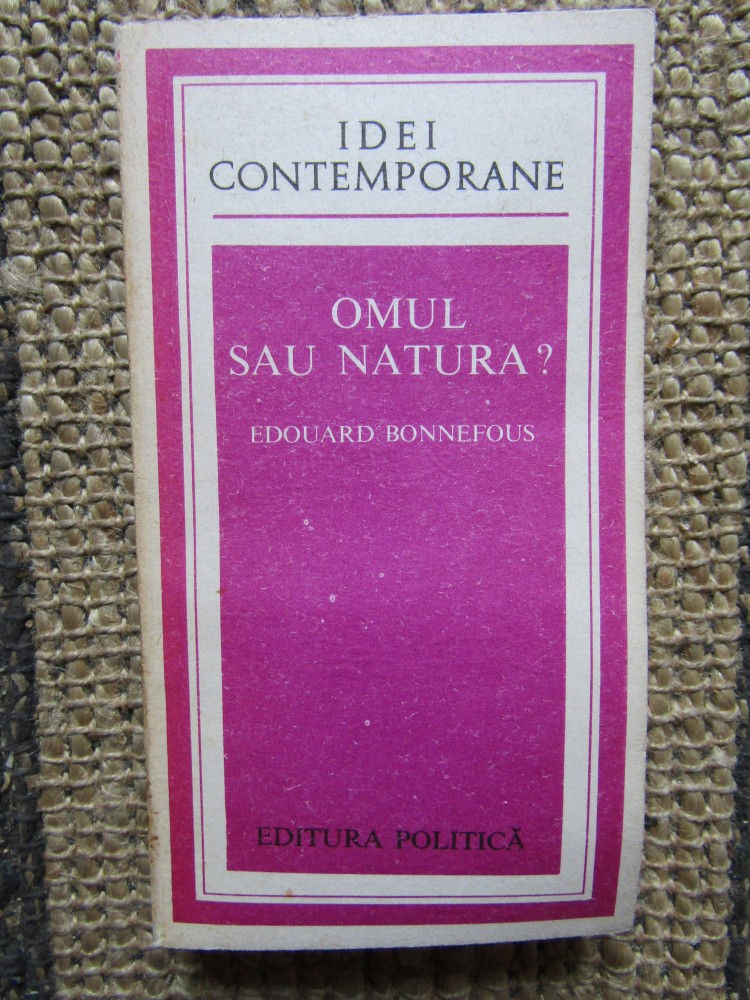 IDEI
CONTEMPORANE
OMUL
SAU NATURA?
EDOUARD BONNEFOUS
EDITURA POLITICĂ